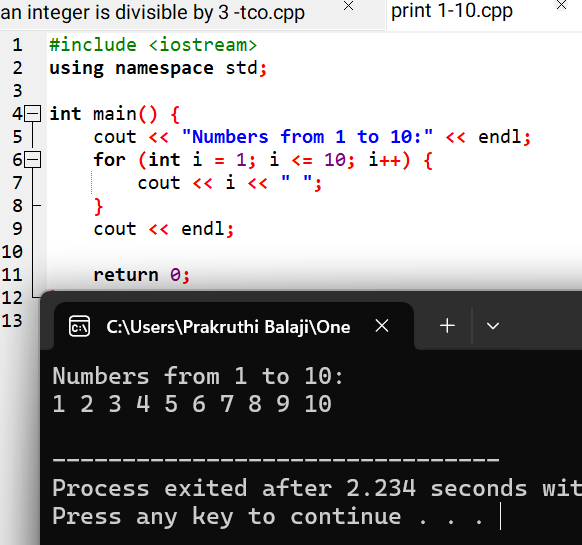 an integer is divisible by 3 -tco.cpp × print 1-10.cpp ×
1 #include <iostream>
2 using namespace std;
3
4 int main() {
5     cout << "Numbers from 1 to 10:" << endl;
6     for (int i = 1; i <= 10; i++) {
7         cout << i << " ";
8     }
9     cout << endl;
10
11     return 0;
12
13
C:\Users\Prakruthi Balaji\One × +
Numbers from 1 to 10:
1 2 3 4 5 6 7 8 9 10
--------------------------------
Process exited after 2.234 seconds wit
Press any key to continue . . .